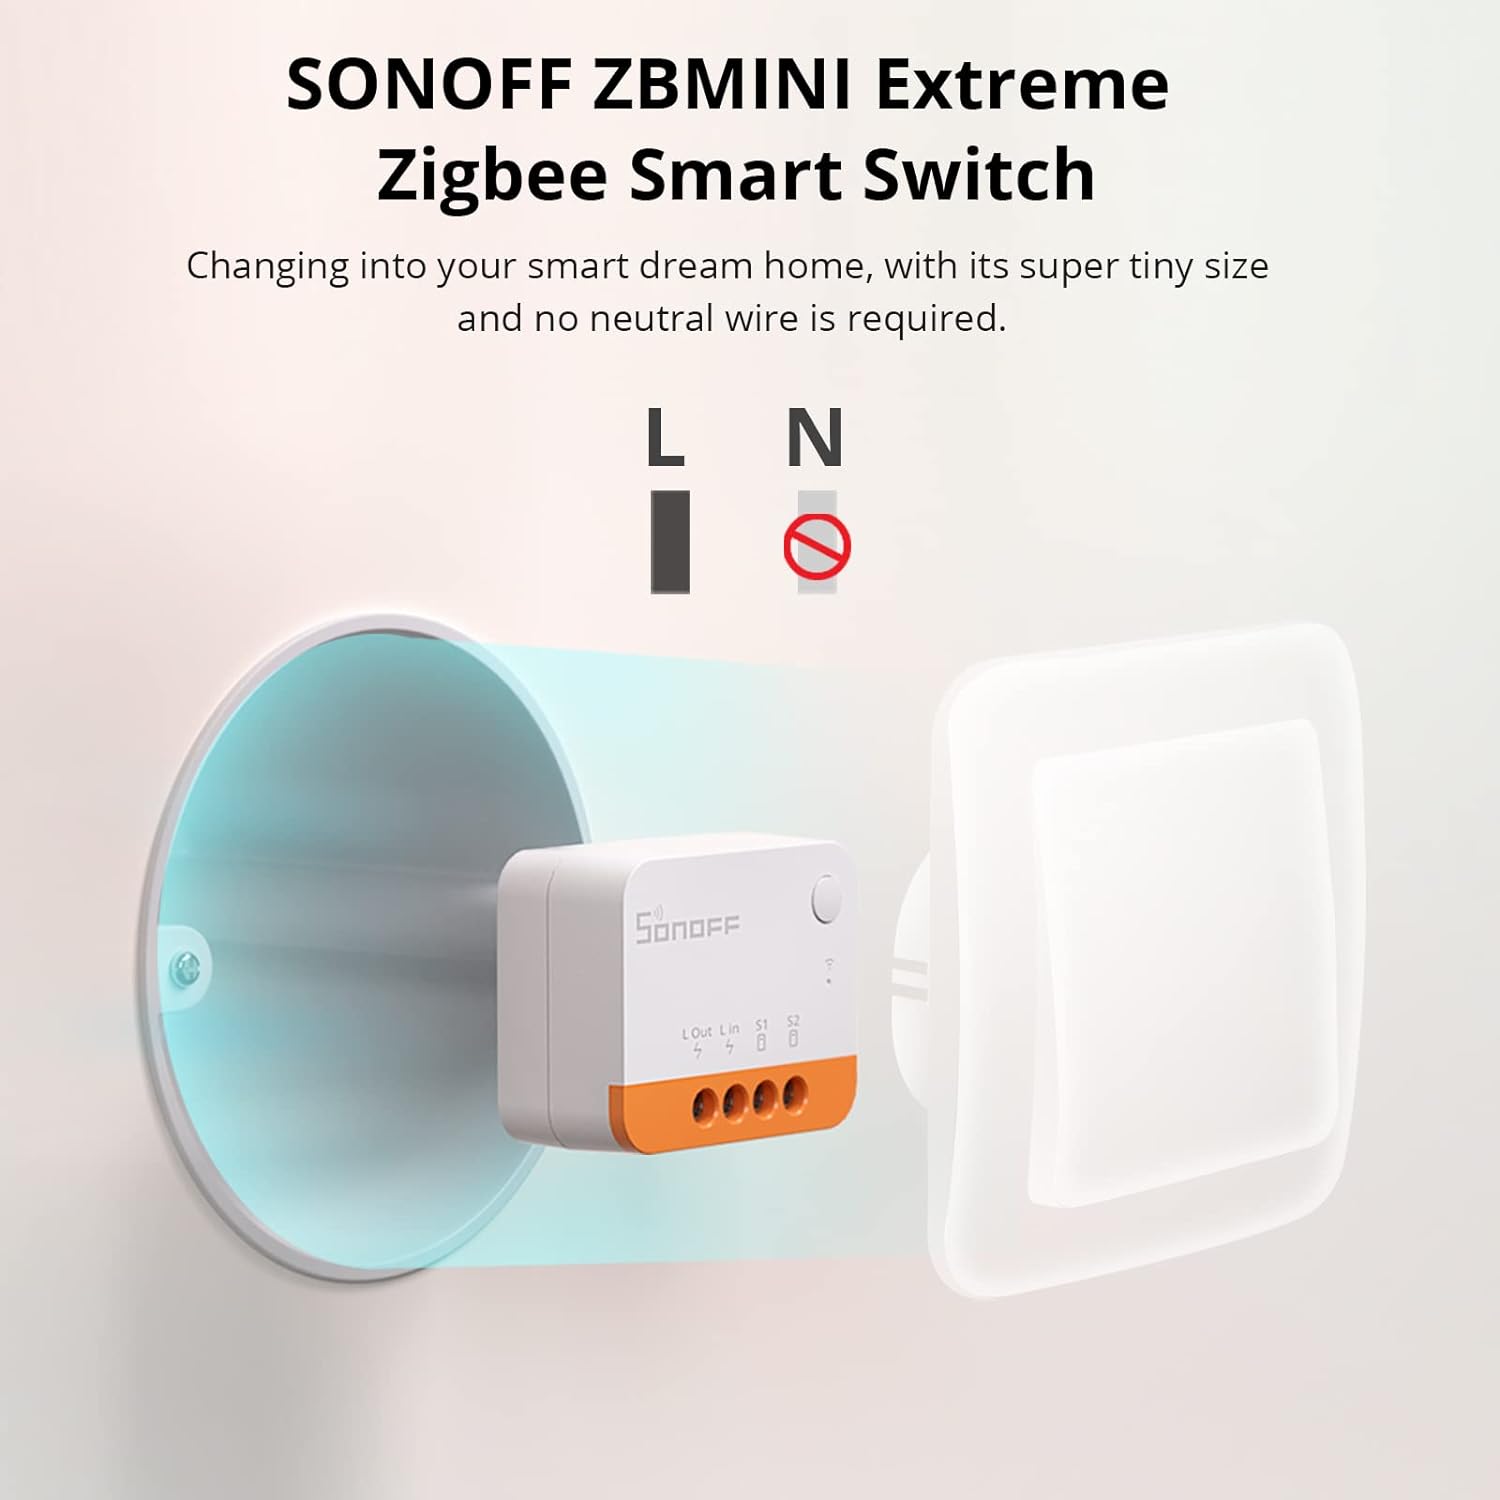 SONOFF ZBMINI Extreme
Zigbee Smart Switch
Changing into your smart dream home, with its super tiny size
and no neutral wire is required.
L N
SONOFF
L Out L in S1 S2